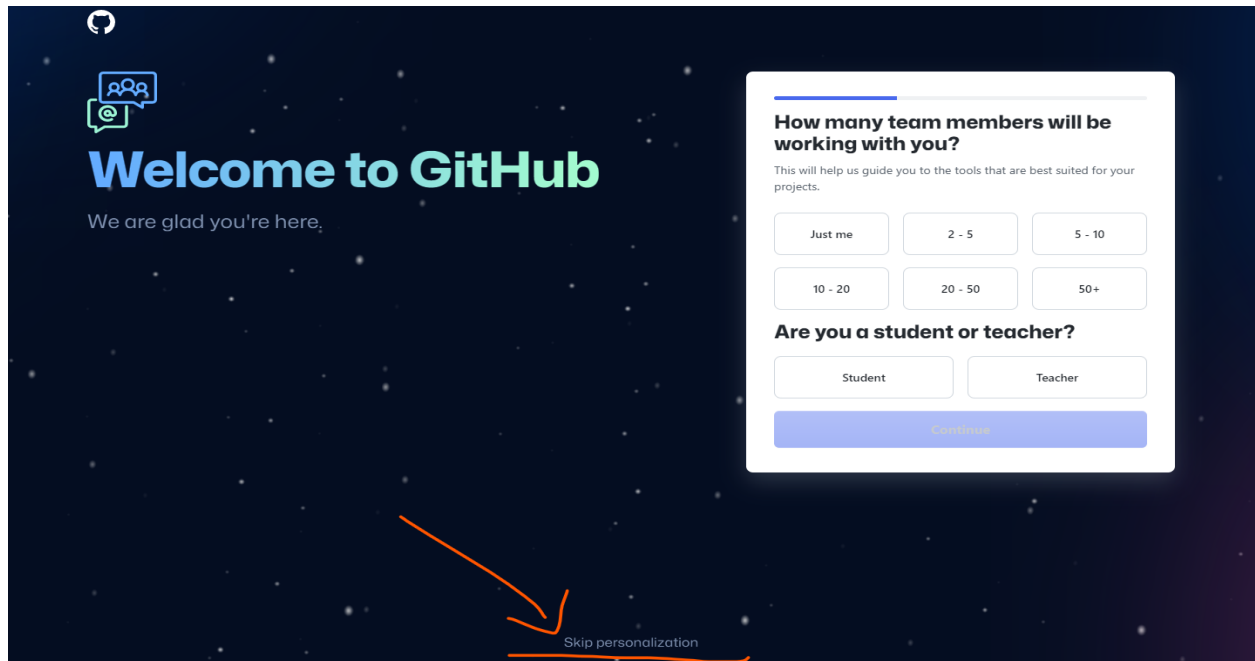 Welcome to GitHub
We are glad you're here.
How many team members will be
working with you?
This will help us guide you to the tools that are best suited for your
projects.
Just me
2 - 5
5 - 10
10 - 20
20 - 50
50+
Are you a student or teacher?
Student
Teacher
Continue
Skip personalization